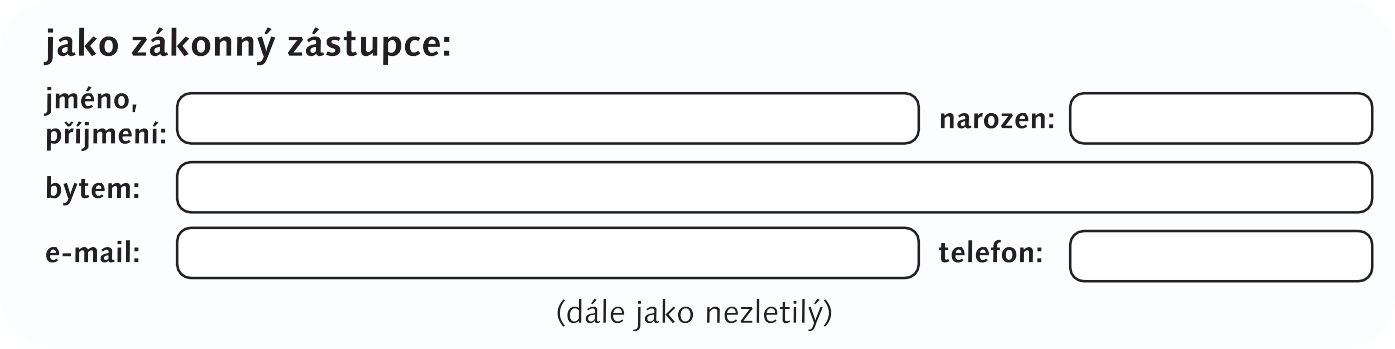 jako zákonný zástupce:
jméno,
příjmení:
narozen:
bytem:
e-mail:
telefon:
(dále jako nezletilý)